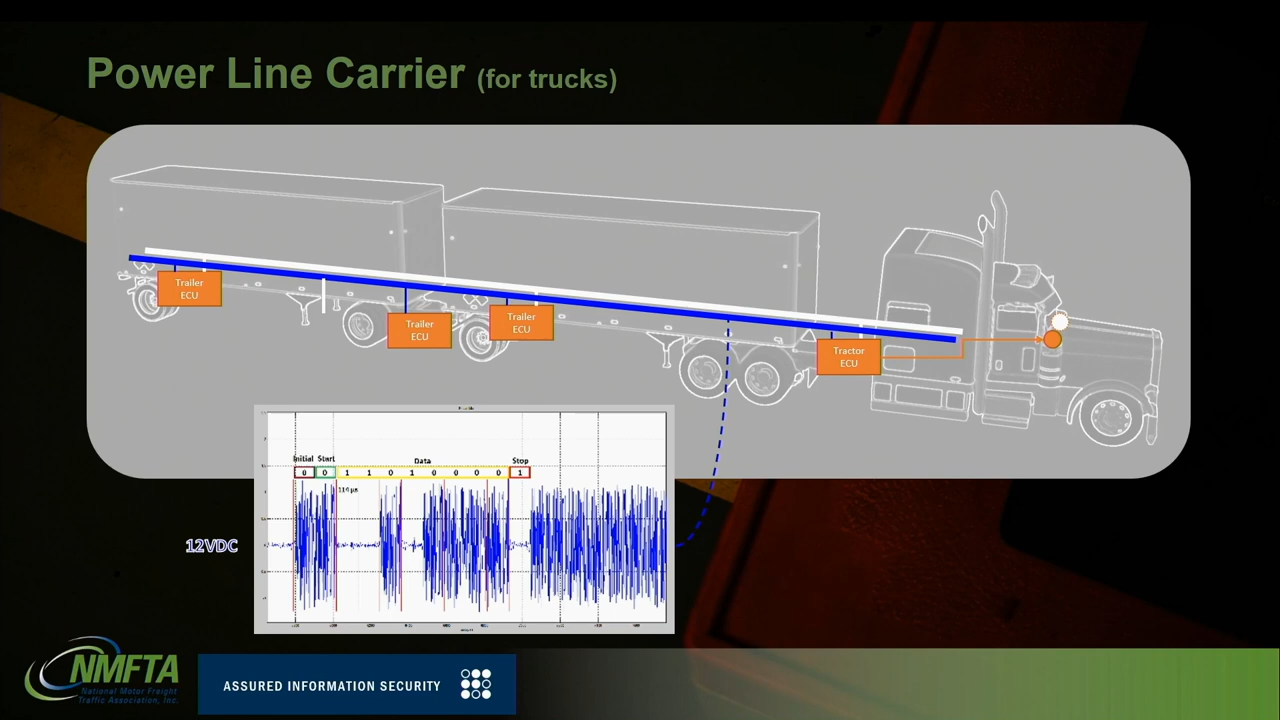 Power Line Carrier (for trucks)
Trailer
ECU
Trailer
ECU
Trailer
ECU
Tractor
ECU
Initial Start Data Stop
0 0 1 1 0 1 0 0 0 0 1
114 µs
12VDC
NMFTA
National Motor Freight
Traffic Association, Inc.
ASSURED INFORMATION SECURITY